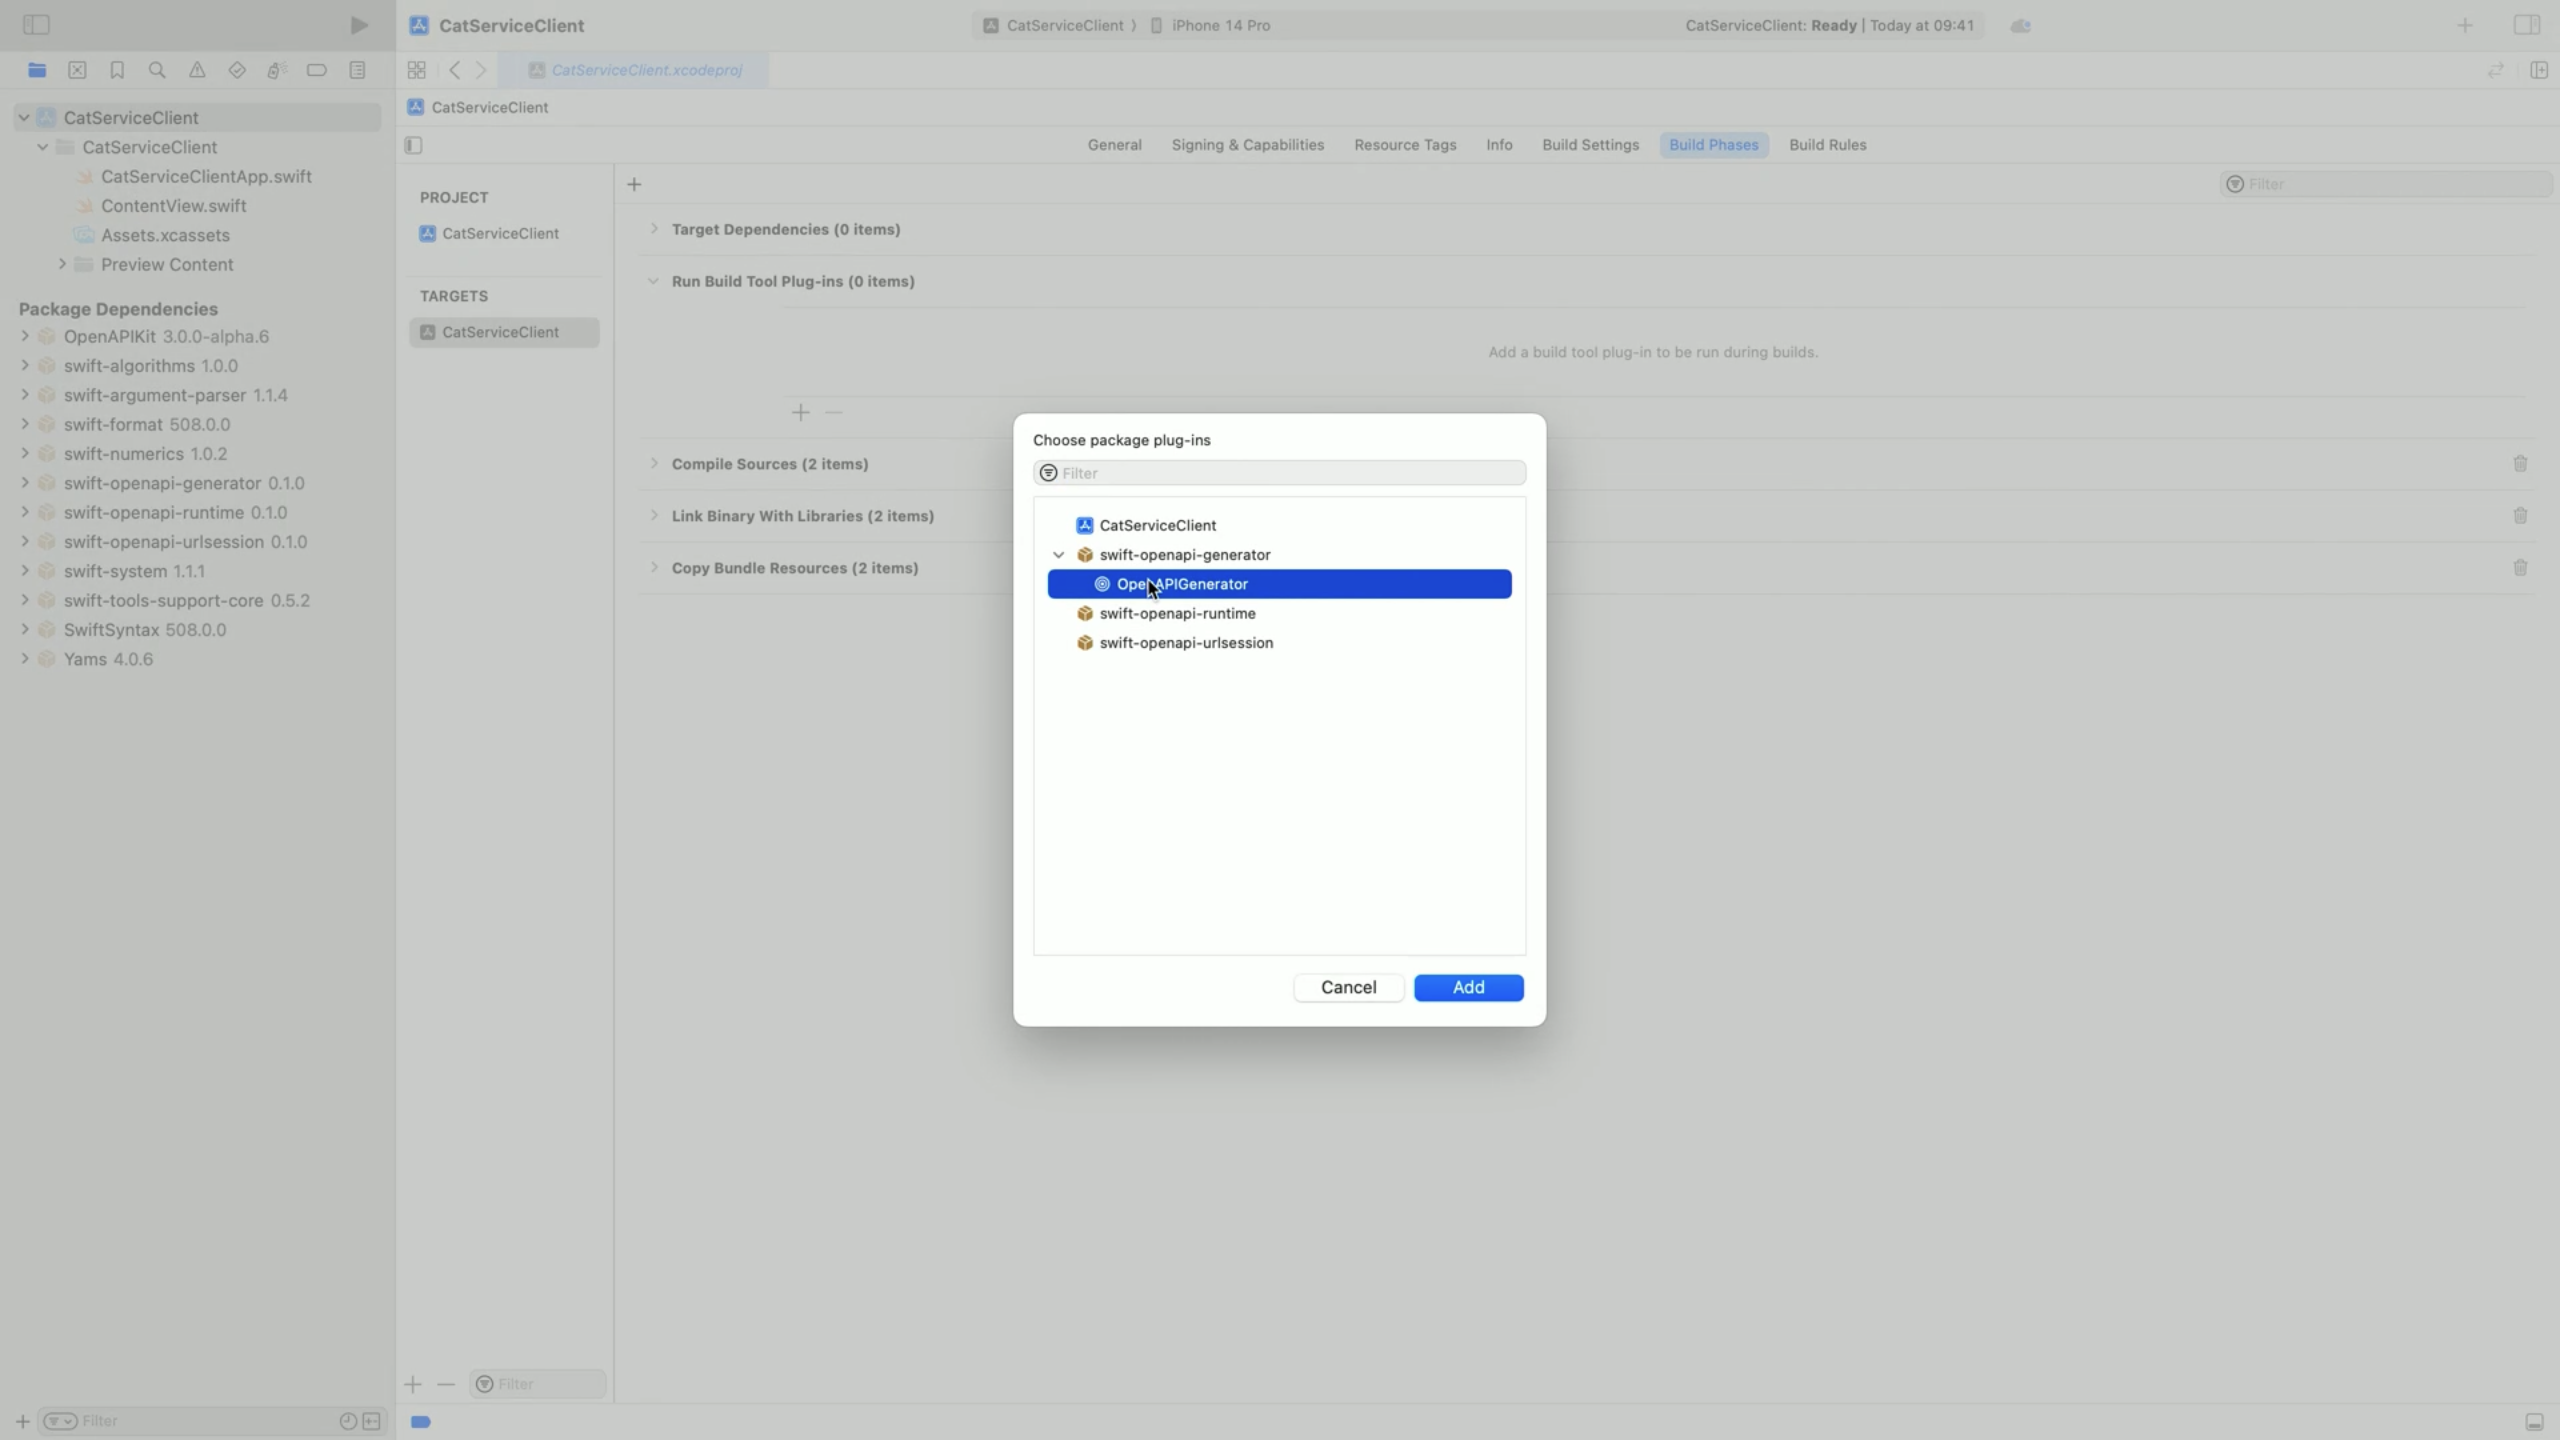 CatServiceClient
CatServiceClient 〉 iPhone 14 Pro
CatServiceClient: Ready | Today at 09:41
CatServiceClient.xcodeproj
CatServiceClient
CatServiceClient
CatServiceClient
CatServiceClientApp.swift
ContentView.swift
Assets.xcassets
Preview Content
Package Dependencies
OpenAPIKit 3.0.0-alpha.6
swift-algorithms 1.0.0
swift-argument-parser 1.1.4
swift-format 508.0.0
swift-numerics 1.0.2
swift-openapi-generator 0.1.0
swift-openapi-runtime 0.1.0
swift-openapi-urlsession 0.1.0
swift-system 1.1.1
swift-tools-support-core 0.5.2
SwiftSyntax 508.0.0
Yams 4.0.6
Filter
PROJECT
CatServiceClient
TARGETS
CatServiceClient
Filter
General Signing & Capabilities Resource Tags Info Build Settings Build Phases Build Rules
Filter
Target Dependencies (0 items)
Run Build Tool Plug-ins (0 items)
Add a build tool plug-in to be run during builds.
Compile Sources (2 items)
Link Binary With Libraries (2 items)
Copy Bundle Resources (2 items)
Choose package plug-ins
Filter
CatServiceClient
swift-openapi-generator
OpenAPIGenerator
swift-openapi-runtime
swift-openapi-urlsession
Cancel Add